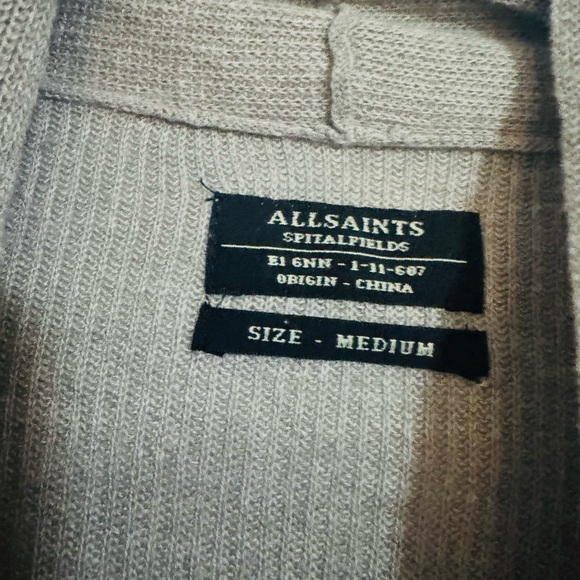 ALLSAINTS
SPITALFIELDS
E1 6NN - 1-11-607
ORIGIN - CHINA
SIZE - MEDIUM